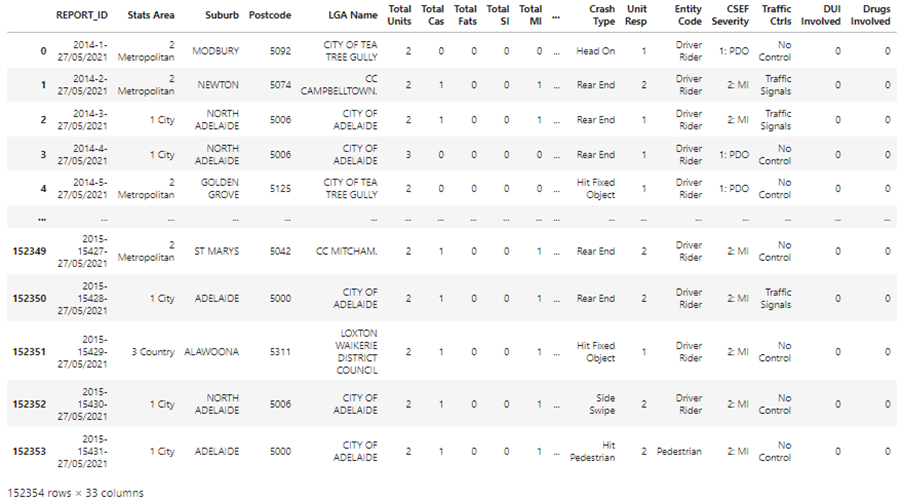 REPORT_ID Stats Area Suburb Postcode LGA Name Total Units Total Cas Total Fats Total SI Total MI ... Crash Type Unit Resp Entity Code CSEF Severity Traffic Ctrls DUI Involved Drugs Involved
0 2014-1-27/05/2021 2 Metropolitan MODBURY 5092 CITY OF TEA TREE GULLY 2 0 0 0 0 ... Head On 1 Driver Rider 1: PDO No Control 0 0
1 2014-2-27/05/2021 2 Metropolitan NEWTON 5074 CC CAMPBELLTOWN. 2 1 0 0 1 ... Rear End 2 Driver Rider 2: MI Traffic Signals 0 0
2 2014-3-27/05/2021 1 City NORTH ADELAIDE 5006 CITY OF ADELAIDE 2 1 0 0 1 ... Rear End 1 Driver Rider 2: MI Traffic Signals 0 0
3 2014-4-27/05/2021 1 City NORTH ADELAIDE 5006 CITY OF ADELAIDE 3 0 0 0 0 ... Rear End 1 Driver Rider 1: PDO No Control 0 0
4 2014-5-27/05/2021 2 Metropolitan GOLDEN GROVE 5125 CITY OF TEA TREE GULLY 2 0 0 0 0 ... Hit Fixed Object 1 Driver Rider 1: PDO No Control 0 0
... ... ... ... ... ... ... ... ... ... ... ... ... ... ... ... ... ... ...
152349 2015-15427-27/05/2021 2 Metropolitan ST MARYS 5042 CC MITCHAM. 2 1 0 0 1 ... Rear End 2 Driver Rider 2: MI No Control 0 0
152350 2015-15428-27/05/2021 1 City ADELAIDE 5000 CITY OF ADELAIDE 2 1 0 0 1 ... Rear End 2 Driver Rider 2: MI Traffic Signals 0 0
152351 2015-15429-27/05/2021 3 Country ALAWOONA 5311 LOXTON WAIKERIE DISTRICT COUNCIL 2 1 0 0 1 ... Hit Fixed Object 1 Driver Rider 2: MI No Control 0 0
152352 2015-15430-27/05/2021 1 City NORTH ADELAIDE 5006 CITY OF ADELAIDE 2 1 0 0 1 ... Side Swipe 2 Driver Rider 2: MI No Control 0 0
152353 2015-15431-27/05/2021 1 City ADELAIDE 5000 CITY OF ADELAIDE 2 1 0 0 1 ... Hit Pedestrian 2 Pedestrian 2: MI No Control 0 0
152354 rows × 33 columns